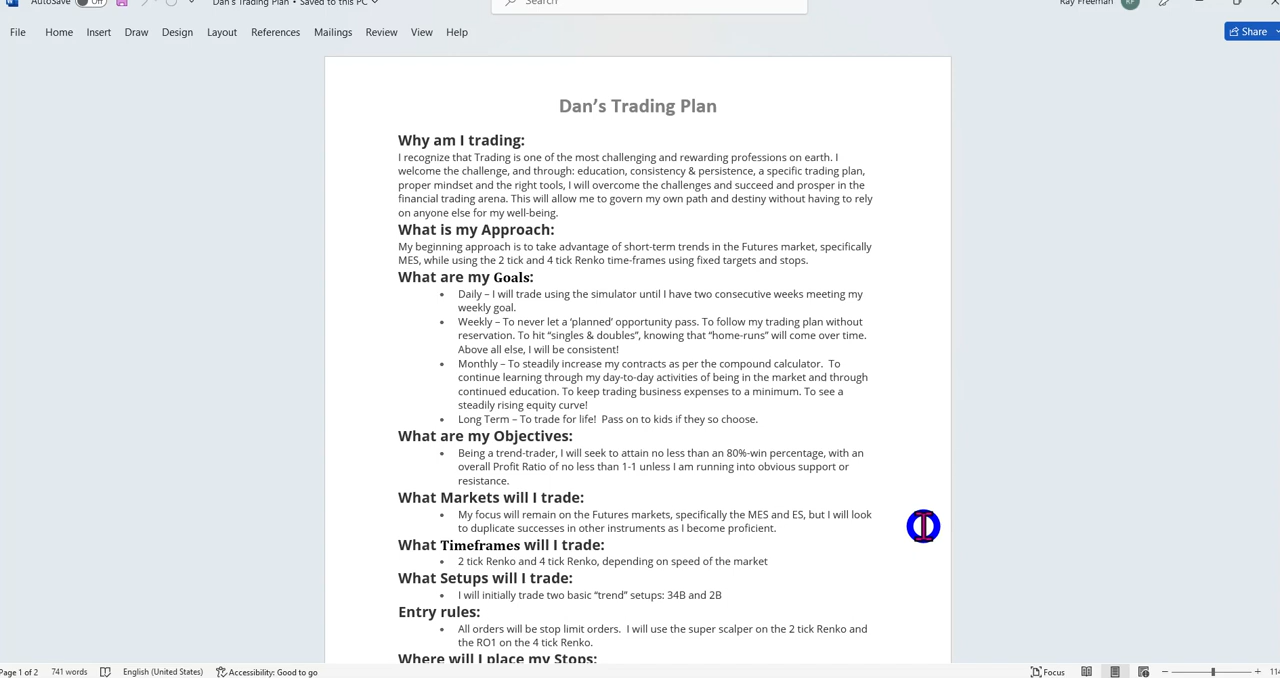 AutoSave Off Dan's Trading Plan • Saved to this PC Search Ray Freeman RF
File Home Insert Draw Design Layout References Mailings Review View Help Share
Dan's Trading Plan
Why am I trading:
I recognize that Trading is one of the most challenging and rewarding professions on earth. I
welcome the challenge, and through: education, consistency & persistence, a specific trading plan,
proper mindset and the right tools, I will overcome the challenges and succeed and prosper in the
financial trading arena. This will allow me to govern my own path and destiny without having to rely
on anyone else for my well-being.
What is my Approach:
My beginning approach is to take advantage of short-term trends in the Futures market, specifically
MES, while using the 2 tick and 4 tick Renko time-frames using fixed targets and stops.
What are my Goals:
• Daily – I will trade using the simulator until I have two consecutive weeks meeting my
weekly goal.
• Weekly – To never let a 'planned' opportunity pass. To follow my trading plan without
reservation. To hit "singles & doubles", knowing that "home-runs" will come over time.
Above all else, I will be consistent!
• Monthly – To steadily increase my contracts as per the compound calculator. To
continue learning through my day-to-day activities of being in the market and through
continued education. To keep trading business expenses to a minimum. To see a
steadily rising equity curve!
• Long Term – To trade for life! Pass on to kids if they so choose.
What are my Objectives:
• Being a trend-trader, I will seek to attain no less than an 80%-win percentage, with an
overall Profit Ratio of no less than 1-1 unless I am running into obvious support or
resistance.
What Markets will I trade:
• My focus will remain on the Futures markets, specifically the MES and ES, but I will look
to duplicate successes in other instruments as I become proficient.
What Timeframes will I trade:
• 2 tick Renko and 4 tick Renko, depending on speed of the market
What Setups will I trade:
• I will initially trade two basic "trend" setups: 34B and 2B
Entry rules:
• All orders will be stop limit orders. I will use the super scalper on the 2 tick Renko and
the RO1 on the 4 tick Renko.
Where will I place my Stops:
Page 1 of 2 741 words English (United States) Accessibility: Good to go Focus